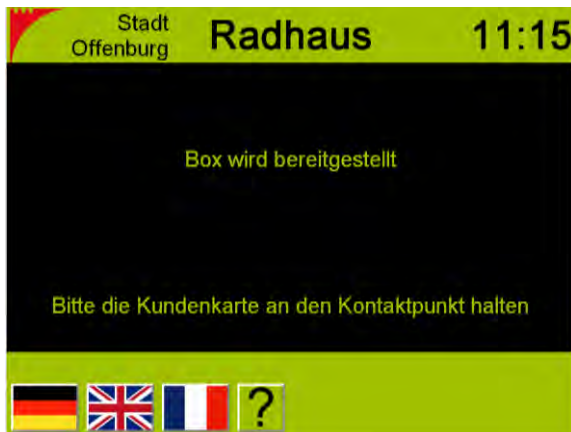 Stadt
Offenburg
Radhaus
11:15
Box wird bereitgestellt
Bitte die Kundenkarte an den Kontaktpunkt halten
?